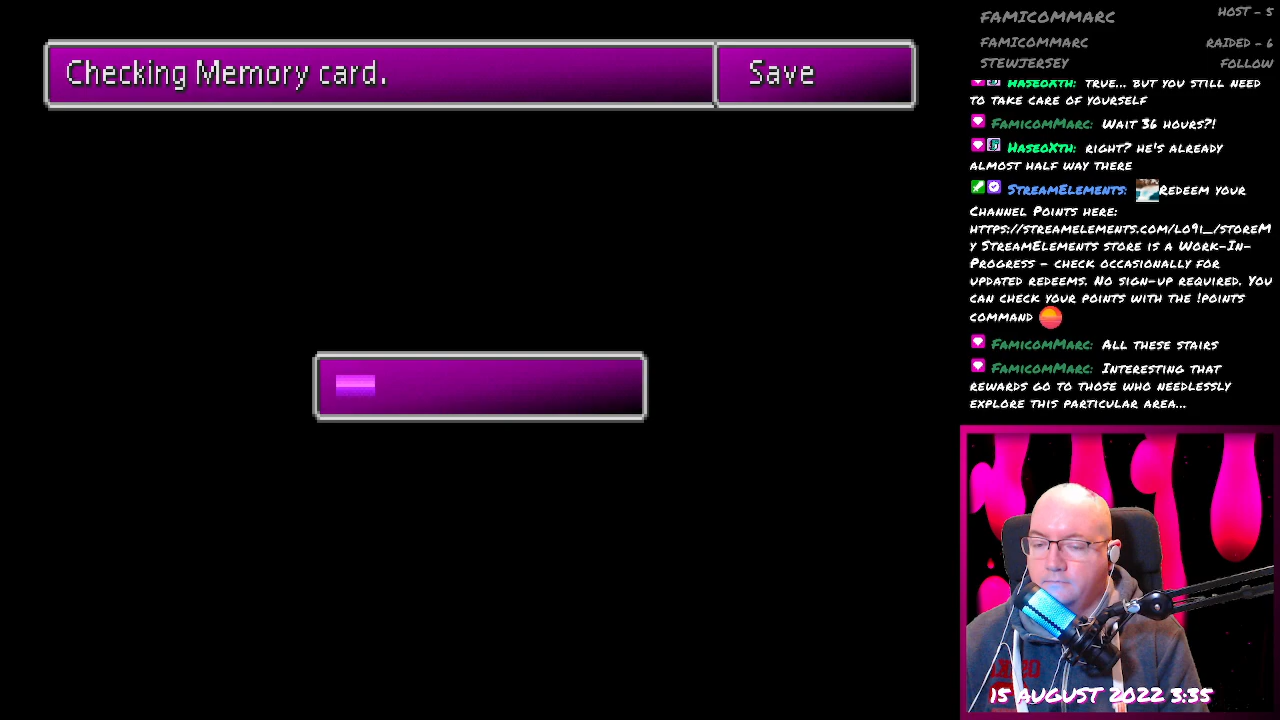 Checking Memory card.
Save
FAMICOMMARC
HOST - 5
FAMICOMMARC
RAIDED - 6
STEWJERSEY
FOLLOW
HASEOXTH: TRUE... BUT YOU STILL NEED
TO TAKE CARE OF YOURSELF
FAMICOMMARC: WAIT 36 HOURS?!
HASEOXTH: RIGHT? HE'S ALREADY
ALMOST HALF WAY THERE
STREAMELEMENTS: REDEEM YOUR
CHANNEL POINTS HERE:
HTTPS://STREAMELEMENTS.COM/LO9I_/STOREM
Y STREAMELEMENTS STORE IS A WORK-IN-
PROGRESS - CHECK OCCASIONALLY FOR
UPDATED REDEEMS. NO SIGN-UP REQUIRED. YOU
CAN CHECK YOUR POINTS WITH THE !POINTS
COMMAND
FAMICOMMARC: ALL THESE STAIRS
FAMICOMMARC: INTERESTING THAT
REWARDS GO TO THOSE WHO NEEDLESSLY
EXPLORE THIS PARTICULAR AREA...
15 AUGUST 2022 3:35